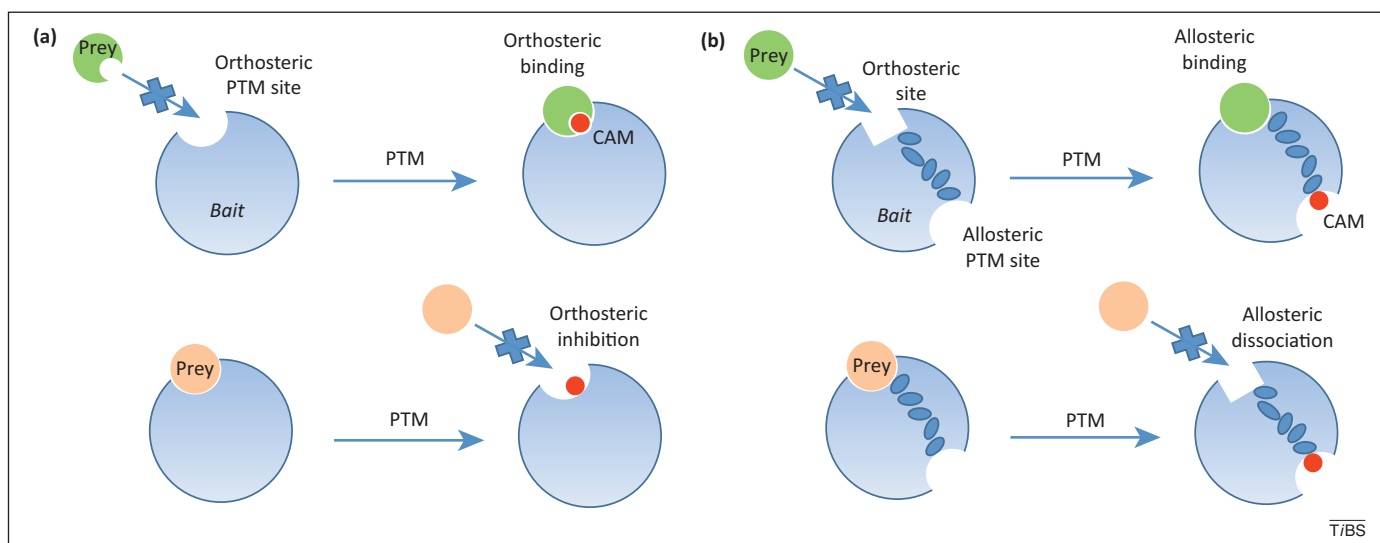 (a)
Prey
Orthosteric
PTM site
Bait
PTM
Orthosteric
binding
CAM
Prey
PTM
Orthosteric
inhibition
(b)
Prey
Orthosteric
site
Bait
Allosteric
PTM site
PTM
Allosteric
binding
CAM
Prey
PTM
Allosteric
dissociation
TiBS